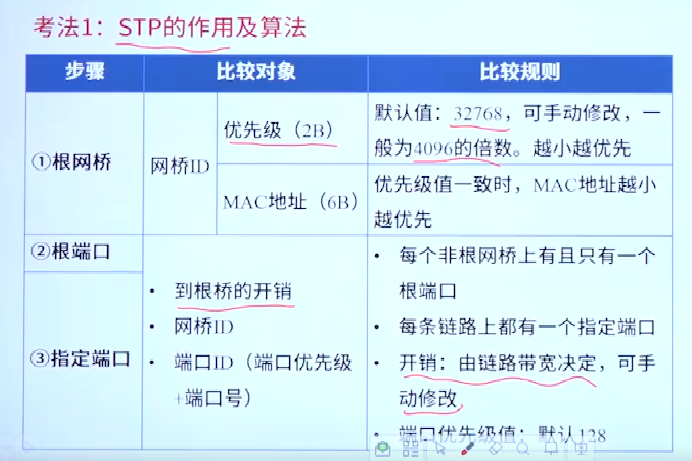 考法1：STP的作用及算法
步骤
比较对象
比较规则
①根网桥
网桥ID
优先级（2B）
默认值：32768，可手动修改，一
般为4096的倍数。越小越优先
MAC地址（6B）
优先级值一致时，MAC地址越小
越优先
②根端口
③指定端口
• 到根桥的开销
• 网桥ID
• 端口ID（端口优先级
+端口号）
• 每个非根网桥上有且只有一个
根端口
• 每条链路上都有一个指定端口
• 开销：由链路带宽决定，可手
动修改
• 端口优先级值：默认128